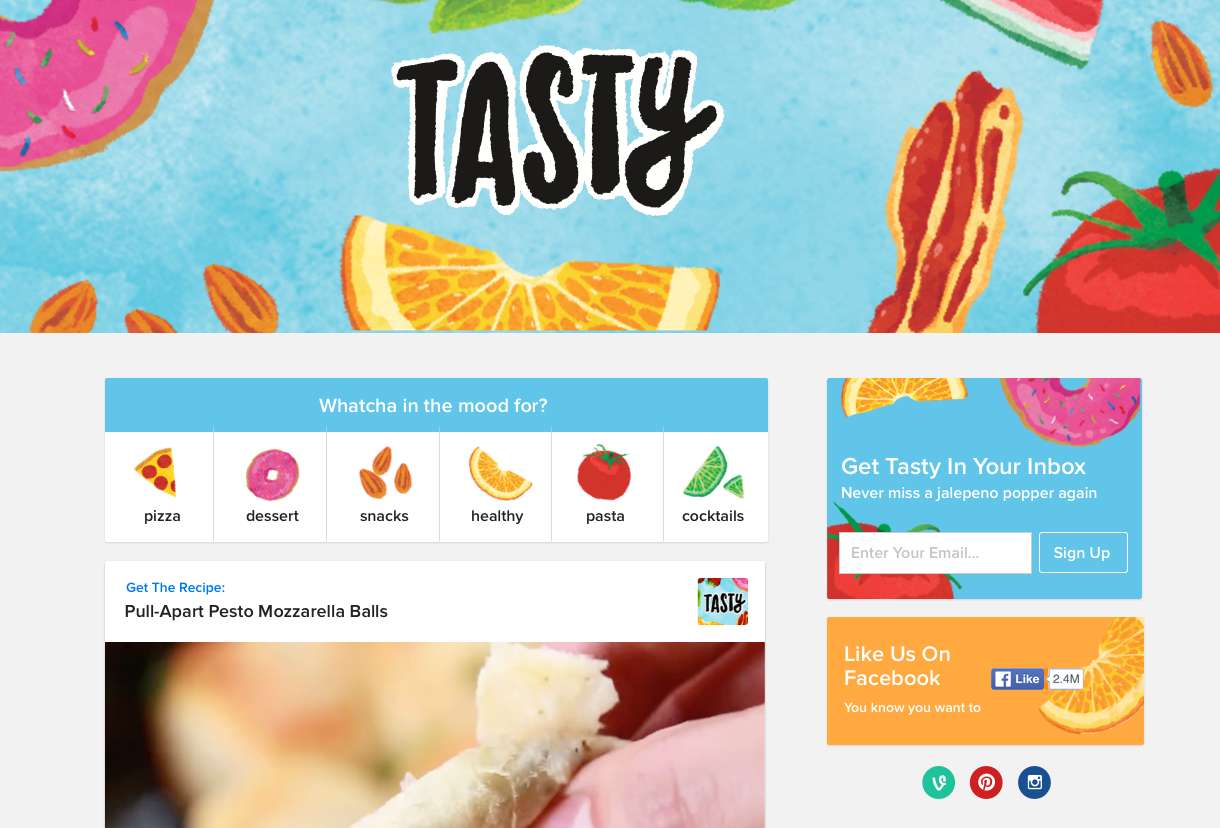 TASTY
Whatcha in the mood for?
pizza
dessert
snacks
healthy
pasta
cocktails
Get The Recipe:
Pull-Apart Pesto Mozzarella Balls
TASTY
Get Tasty In Your Inbox
Never miss a jalepeno popper again
Enter Your Email...
Sign Up
Like Us On
Facebook
Like
2.4M
You know you want to